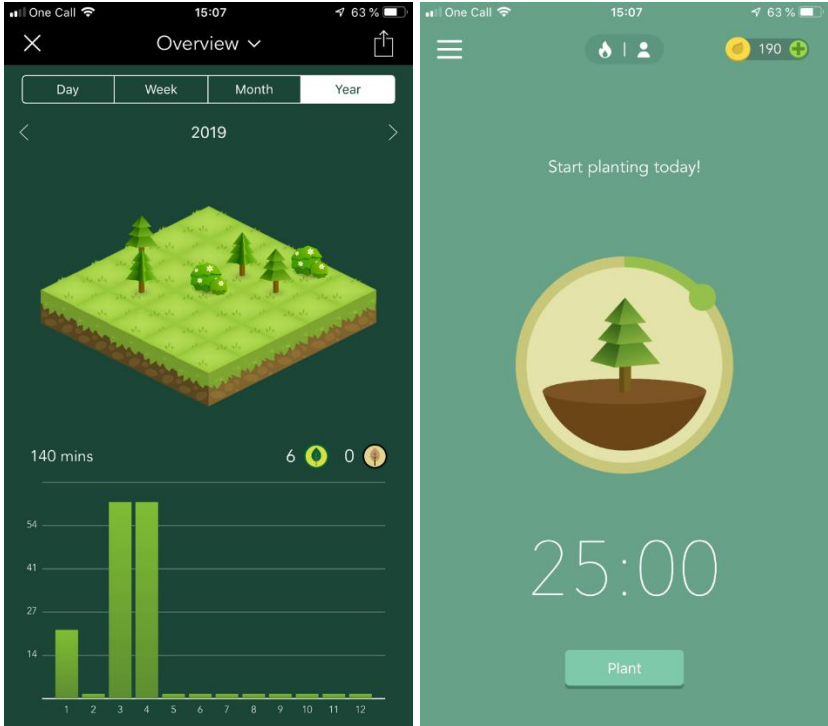 One Call 15:07 63 %
Overview
Day Week Month Year
2019
140 mins 6 0
54
41
27
14
1 2 3 4 5 6 7 8 9 10 11 12
One Call 15:07 63 %
190
Start planting today!
25:00
Plant